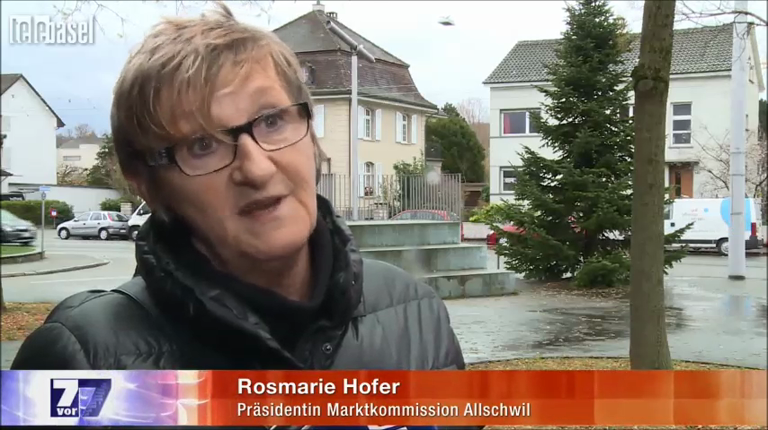 telebasel
7 vor 7
Rosmarie Hofer
Präsidentin Marktkommission Allschwil